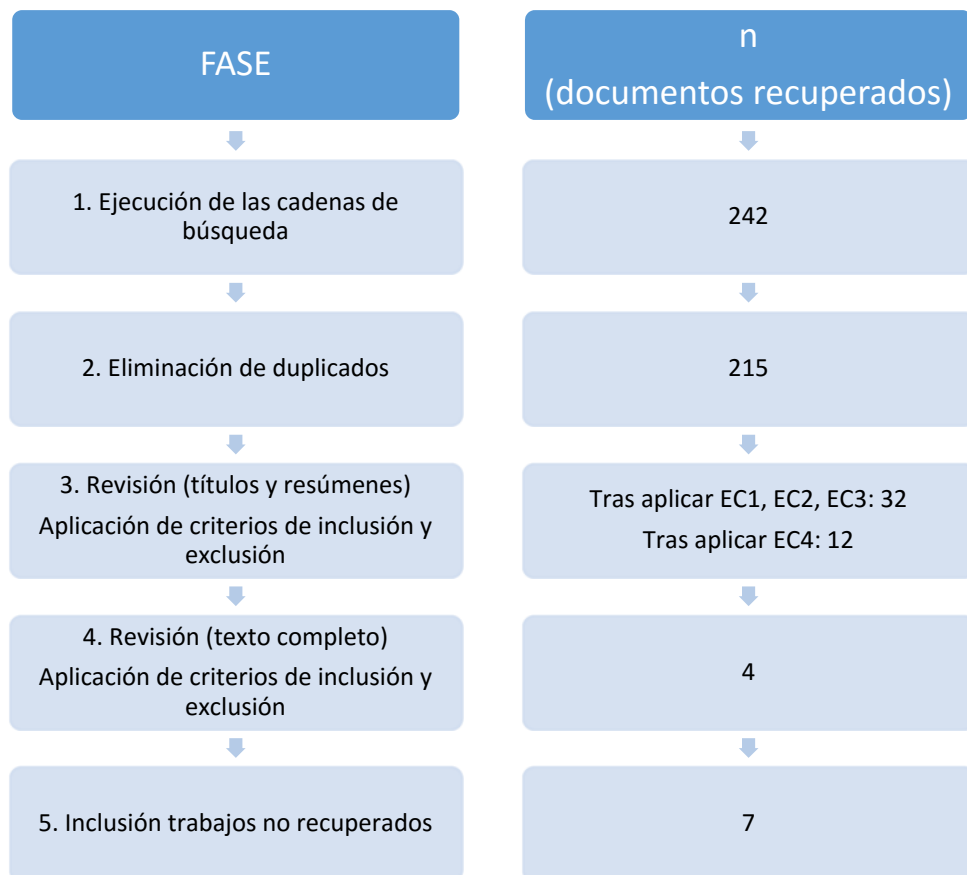 FASE
n
(documentos recuperados)
1. Ejecución de las cadenas de
búsqueda
242
2. Eliminación de duplicados
215
3. Revisión (títulos y resúmenes)
Aplicación de criterios de inclusión y
exclusión
Tras aplicar EC1, EC2, EC3: 32
Tras aplicar EC4: 12
4. Revisión (texto completo)
Aplicación de criterios de inclusión y
exclusión
4
5. Inclusión trabajos no recuperados
7